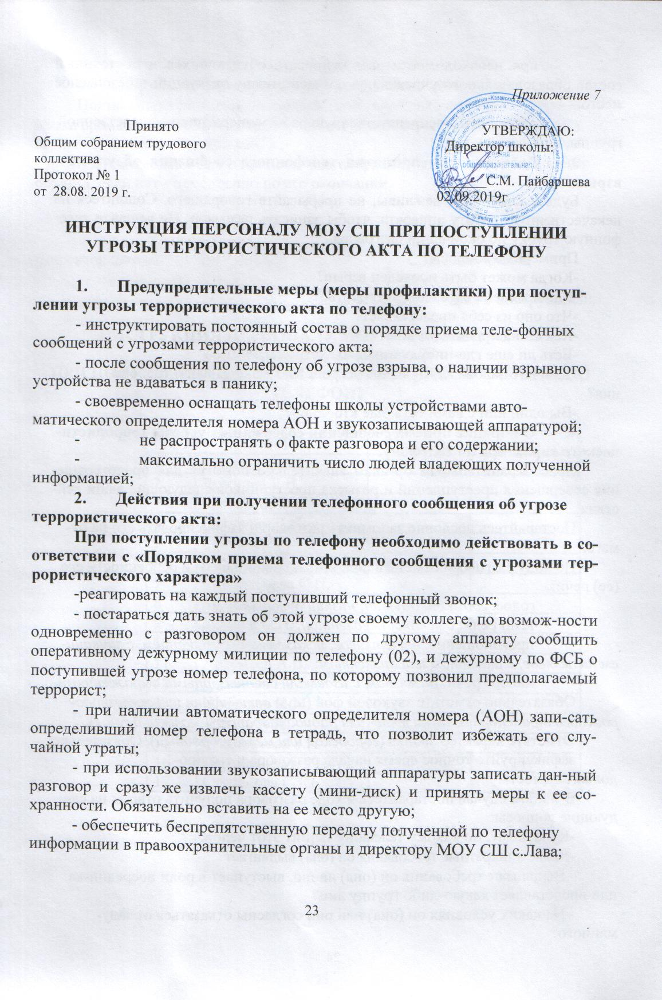 Приложение 7
Принято
Общим собранием трудового
коллектива
Протокол № 1
от 28.08. 2019 г.
УТВЕРЖДАЮ:
Директор школы:
«Казанская
средняя
общеобразовательная
школа»
_______С.М. Пайбаршева
02.09.2019г
ИНСТРУКЦИЯ ПЕРСОНАЛУ МОУ СШ ПРИ ПОСТУПЛЕНИИ
УГРОЗЫ ТЕРРОРИСТИЧЕСКОГО АКТА ПО ТЕЛЕФОНУ
1. Предупредительные меры (меры профилактики) при поступ-
лении угрозы террористического акта по телефону:
- инструктировать постоянный состав о порядке приема теле-фонных
сообщений с угрозами террористического акта;
- после сообщения по телефону об угрозе взрыва, о наличии взрывного
устройства не вдаваться в панику;
- своевременно оснащать телефоны школы устройствами авто-
матического определителя номера АОН и звукозаписывающей аппаратурой;
- не распространять о факте разговора и его содержании;
- максимально ограничить число людей владеющих полученной
информацией;
2. Действия при получении телефонного сообщения об угрозе
террористического акта:
При поступлении угрозы по телефону необходимо действовать в со-
ответствии с «Порядком приема телефонного сообщения с угрозами тер-
рористического характера»
-реагировать на каждый поступивший телефонный звонок;
- постараться дать знать об этой угрозе своему коллеге, по возмож-ности
одновременно с разговором он должен по другому аппарату сообщить
оперативному дежурному милиции по телефону (02), и дежурному по ФСБ о
поступившей угрозе номер телефона, по которому позвонил предполагаемый
террорист;
- при наличии автоматического определителя номера (АОН) запи-сать
определивший номер телефона в тетрадь, что позволит избежать его слу-
чайной утраты;
- при использовании звукозаписывающий аппаратуры записать дан-ный
разговор и сразу же извлечь кассету (мини-диск) и принять меры к ее со-
хранности. Обязательно вставить на ее место другую;
- обеспечить беспрепятственную передачу полученной по телефону
информации в правоохранительные органы и директору МОУ СШ с.Лава;
23